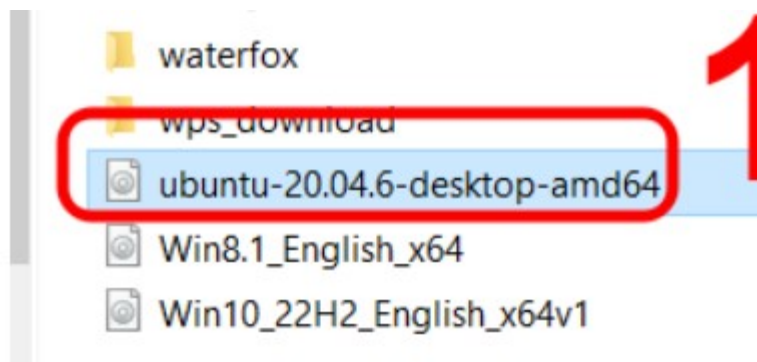 waterfox
1
wps_download
ubuntu-20.04.6-desktop-amd64
Win8.1_English_x64
Win10_22H2_English_x64v1